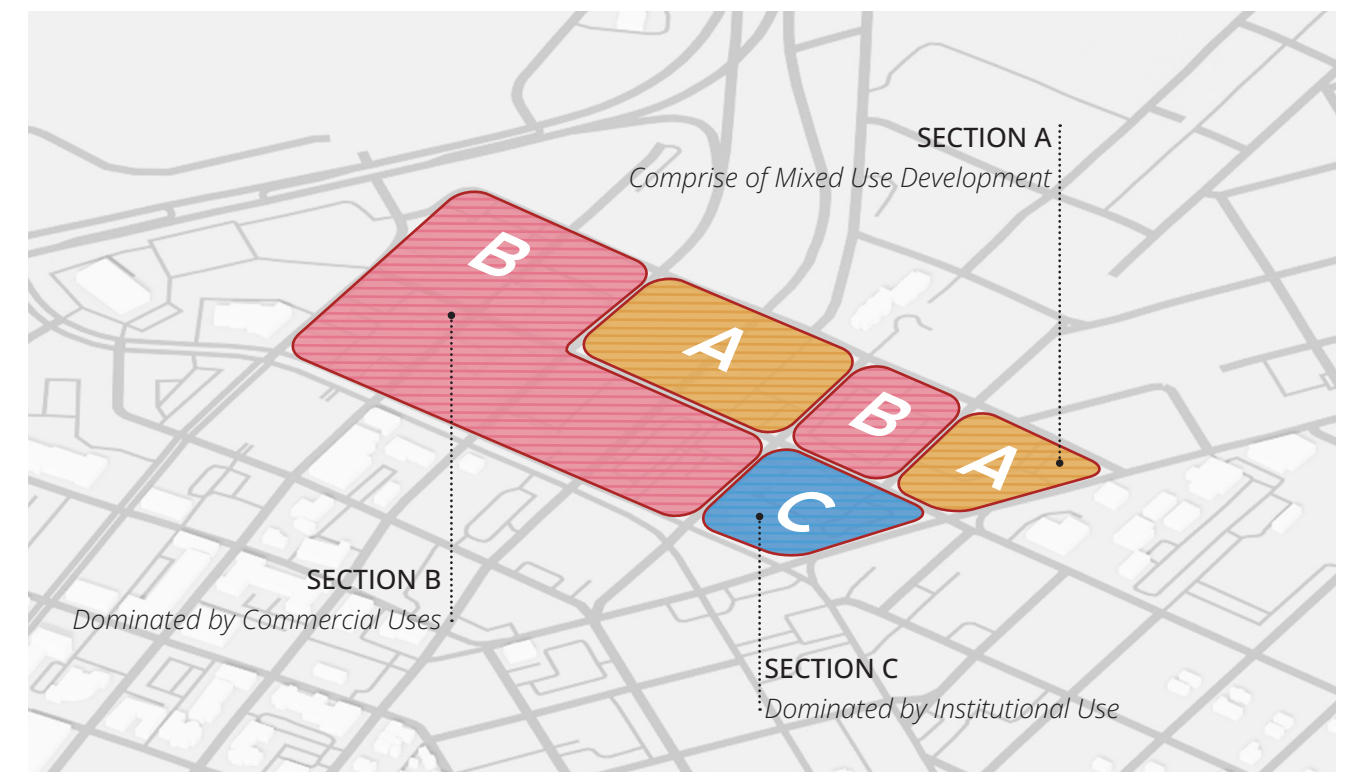 SECTION A
Comprise of Mixed Use Development
B
A
B
A
C
SECTION B
Dominated by Commercial Uses
SECTION C
Dominated by Institutional Use